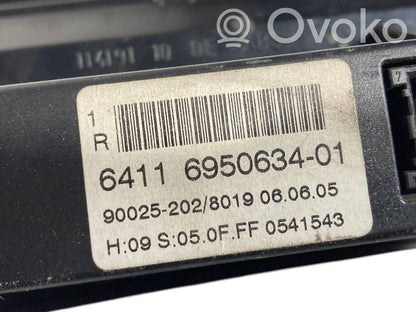 Ovoko
1
R
6411 6950634-01
90025-202/8019 06.06.05
H:09 S:05.0F.FF 0541543